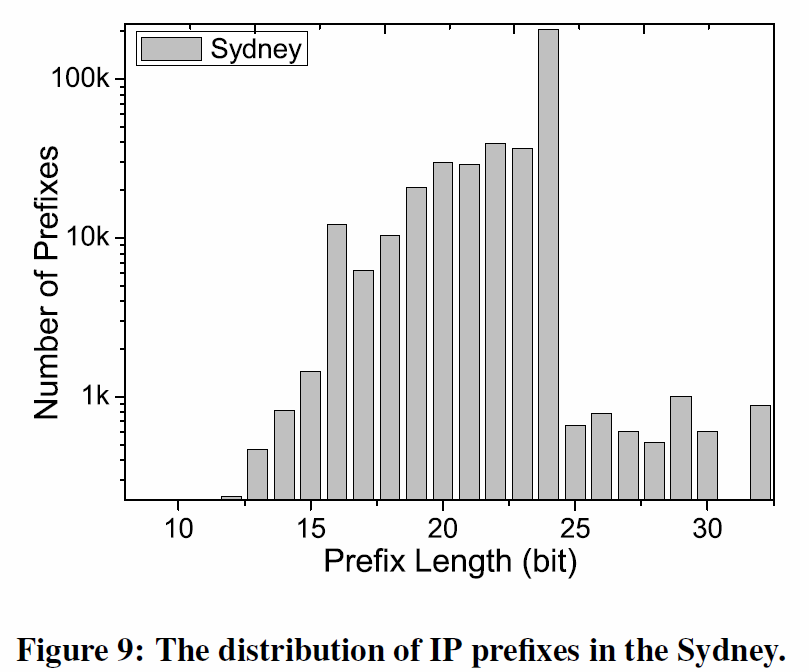 Sydney
100k
10k
1k
Number of Prefixes
10 15 20 25 30
Prefix Length (bit)
Figure 9: The distribution of IP prefixes in the Sydney.